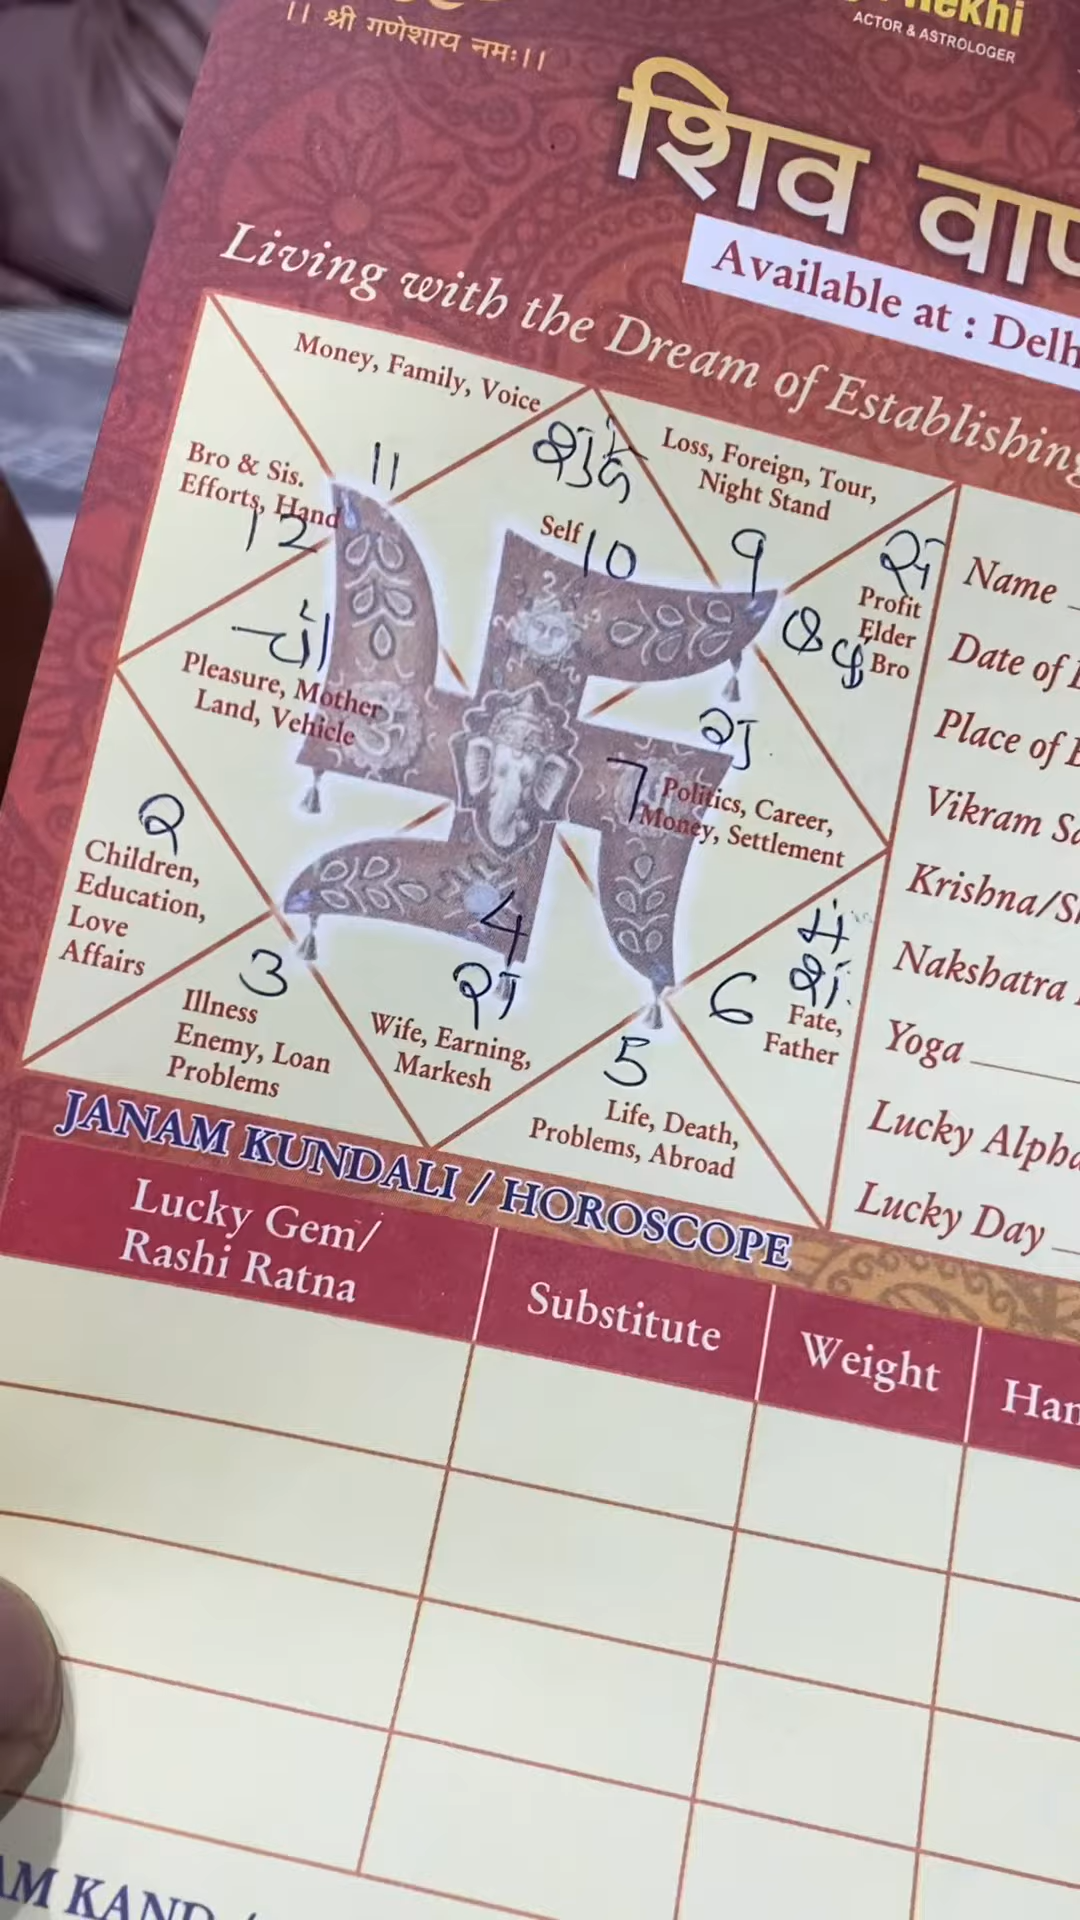 ।। श्री गणेशाय नमः।।
ACTOR & ASTROLOGER
शिव
Available at :
Living with the Dream of Establishing
Money, Family, Voice
Loss, Foreign, Tour,
Night Stand
Bro & Sis.
Efforts, Hand
11
12
Self
10
9
Profit
Elder
Bro
चं
Pleasure, Mother
Land, Vehicle
7
Politics, Career,
Money, Settlement
२
Children,
Education,
Love
Affairs
3
Illness
Enemy, Loan
Problems
4
Wife, Earning,
Markesh
5
Life, Death,
Problems, Abroad
6
Fate,
Father
Name
Date of
Place of
Vikram
Nakshatra
Yoga
Lucky
Lucky Day
JANAM KUNDALI / HOROSCOPE
Lucky Gem/
Rashi Ratna
Substitute
Weight